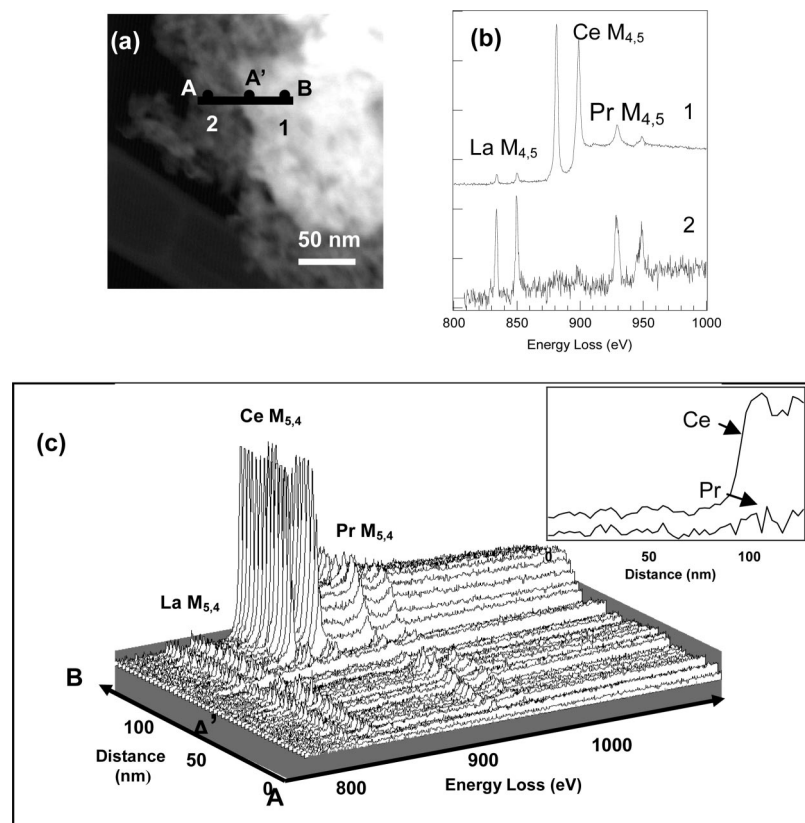 (a)
A
A’
B
2
1
50 nm
(b)
Ce M4,5
Pr M4,5
1
La M4,5
2
800 850 900 950 1000
Energy Loss (eV)
(c)
Ce M5,4
Pr M5,4
La M5,4
B
100
A’
Distance
50
(nm)
0
A
800
900
1000
Energy Loss (eV)
Ce
Pr
0 50 100
Distance (nm)